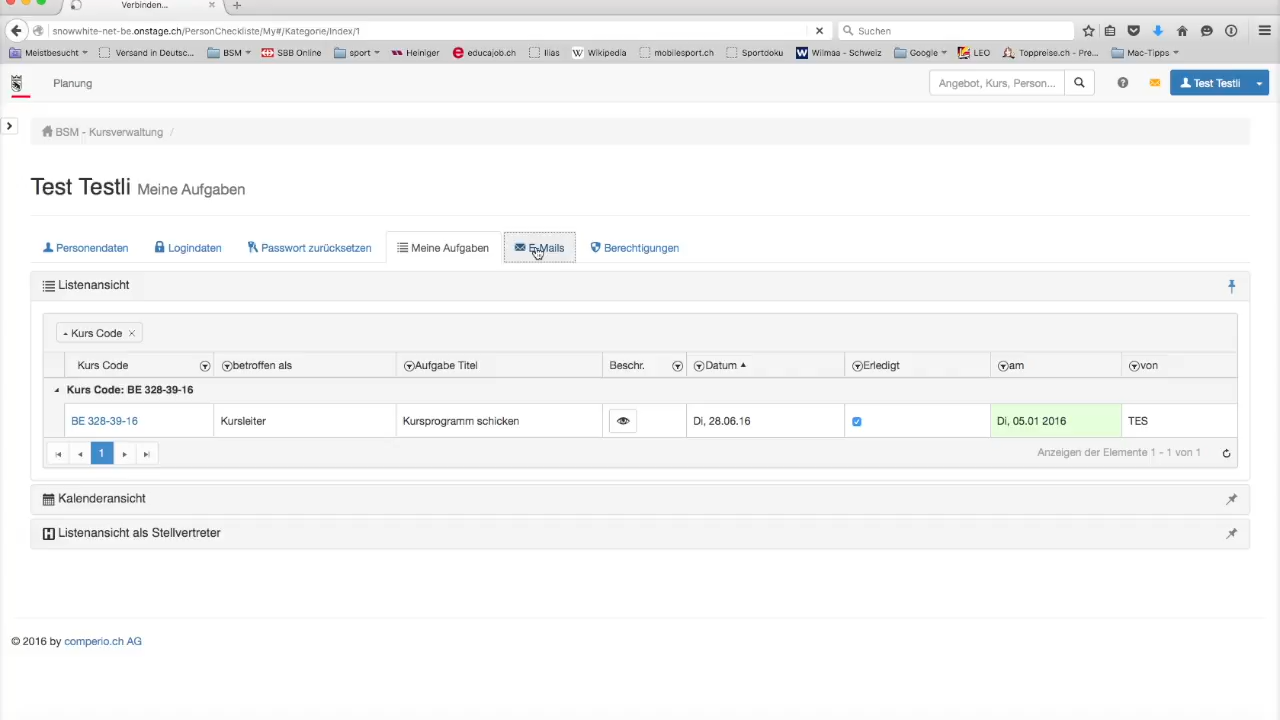 Verbinden...
snowwhite-net-be.onstage.ch/PersonCheckliste/My#/Kategorie/Index/1
Suchen
Meistbesucht
Versand in Deutsc...
BSM
SBB Online
sport
Heiniger
educajob.ch
Ilias
Wikipedia
mobilesport.ch
Sportdoku
Wilmaa - Schweiz
Google
LEO
Toppreise.ch - Pre...
Mac-Tipps
Planung
Angebot, Kurs, Person...
Test Testli
BSM - Kursverwaltung /
Test Testli Meine Aufgaben
Personendaten
Logindaten
Passwort zurücksetzen
Meine Aufgaben
E-Mails
Berechtigungen
Listenansicht
Kurs Code ×
Kurs Code
betroffen als
Aufgabe Titel
Beschr.
Datum
Erledigt
am
von
Kurs Code: BE 328-39-16
BE 328-39-16
Kursleiter
Kursprogramm schicken
Di, 28.06.16
Di, 05.01 2016
TES
1
Anzeigen der Elemente 1 - 1 von 1
Kalenderansicht
Listenansicht als Stellvertreter
© 2016 by comperio.ch AG